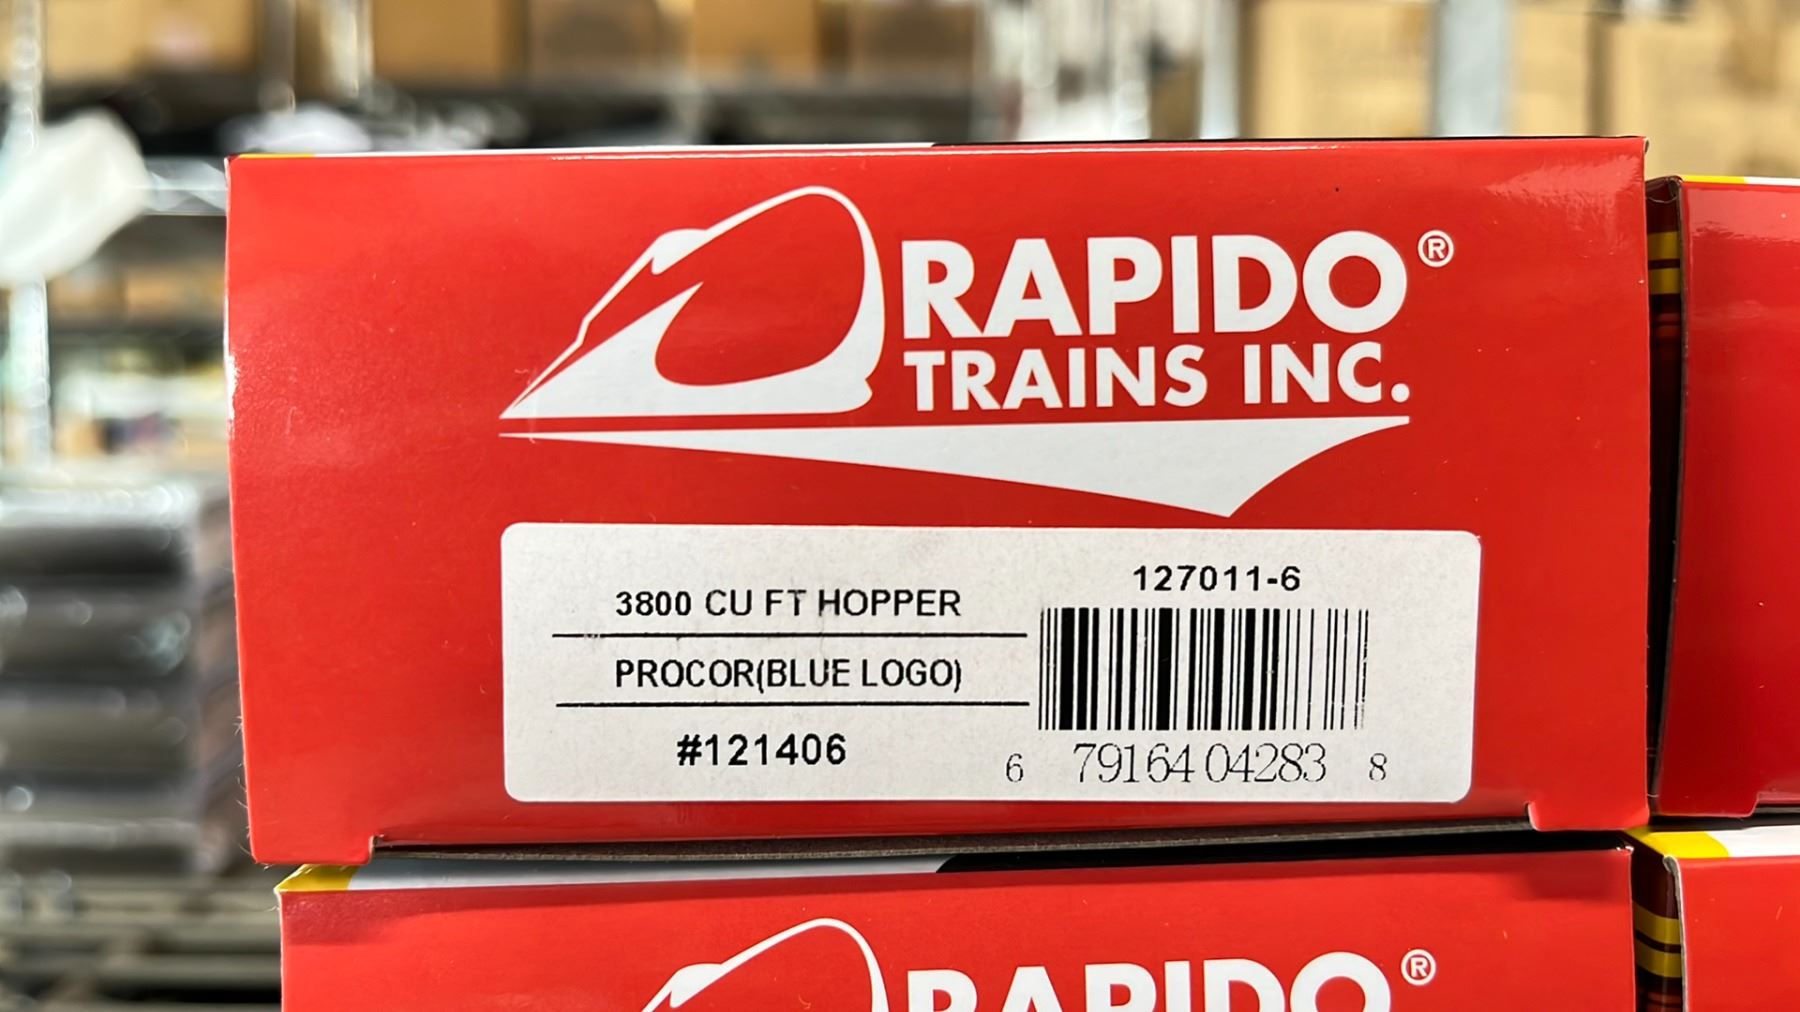 RAPIDO®
TRAINS INC.
3800 CU FT HOPPER
PROCOR(BLUE LOGO)
#121406
127011-6
6 79164 04283 8
RAPIDO®